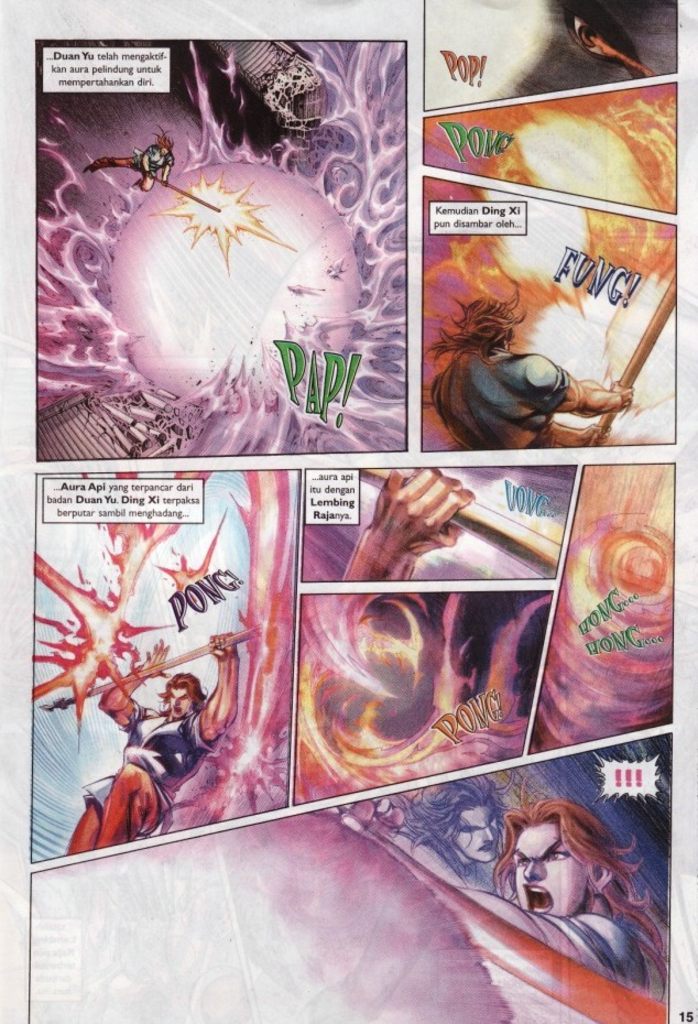 ...Duan Yu telah mengaktif-
kan aura pelindung untuk
mempertahankan diri.
PAP!
POP!
PONG!
Kemudian Ding Xi
pun disambar oleh...
FUNG!
...Aura Api yang terpancar dari
badan Duan Yu. Ding Xi terpaksa
berputar sambil menghadang...
PONG!
...aura api
itu dengan
Lembing
Rajanya.
VONG...
PONG!
HONG...
HONG...
!!!
15